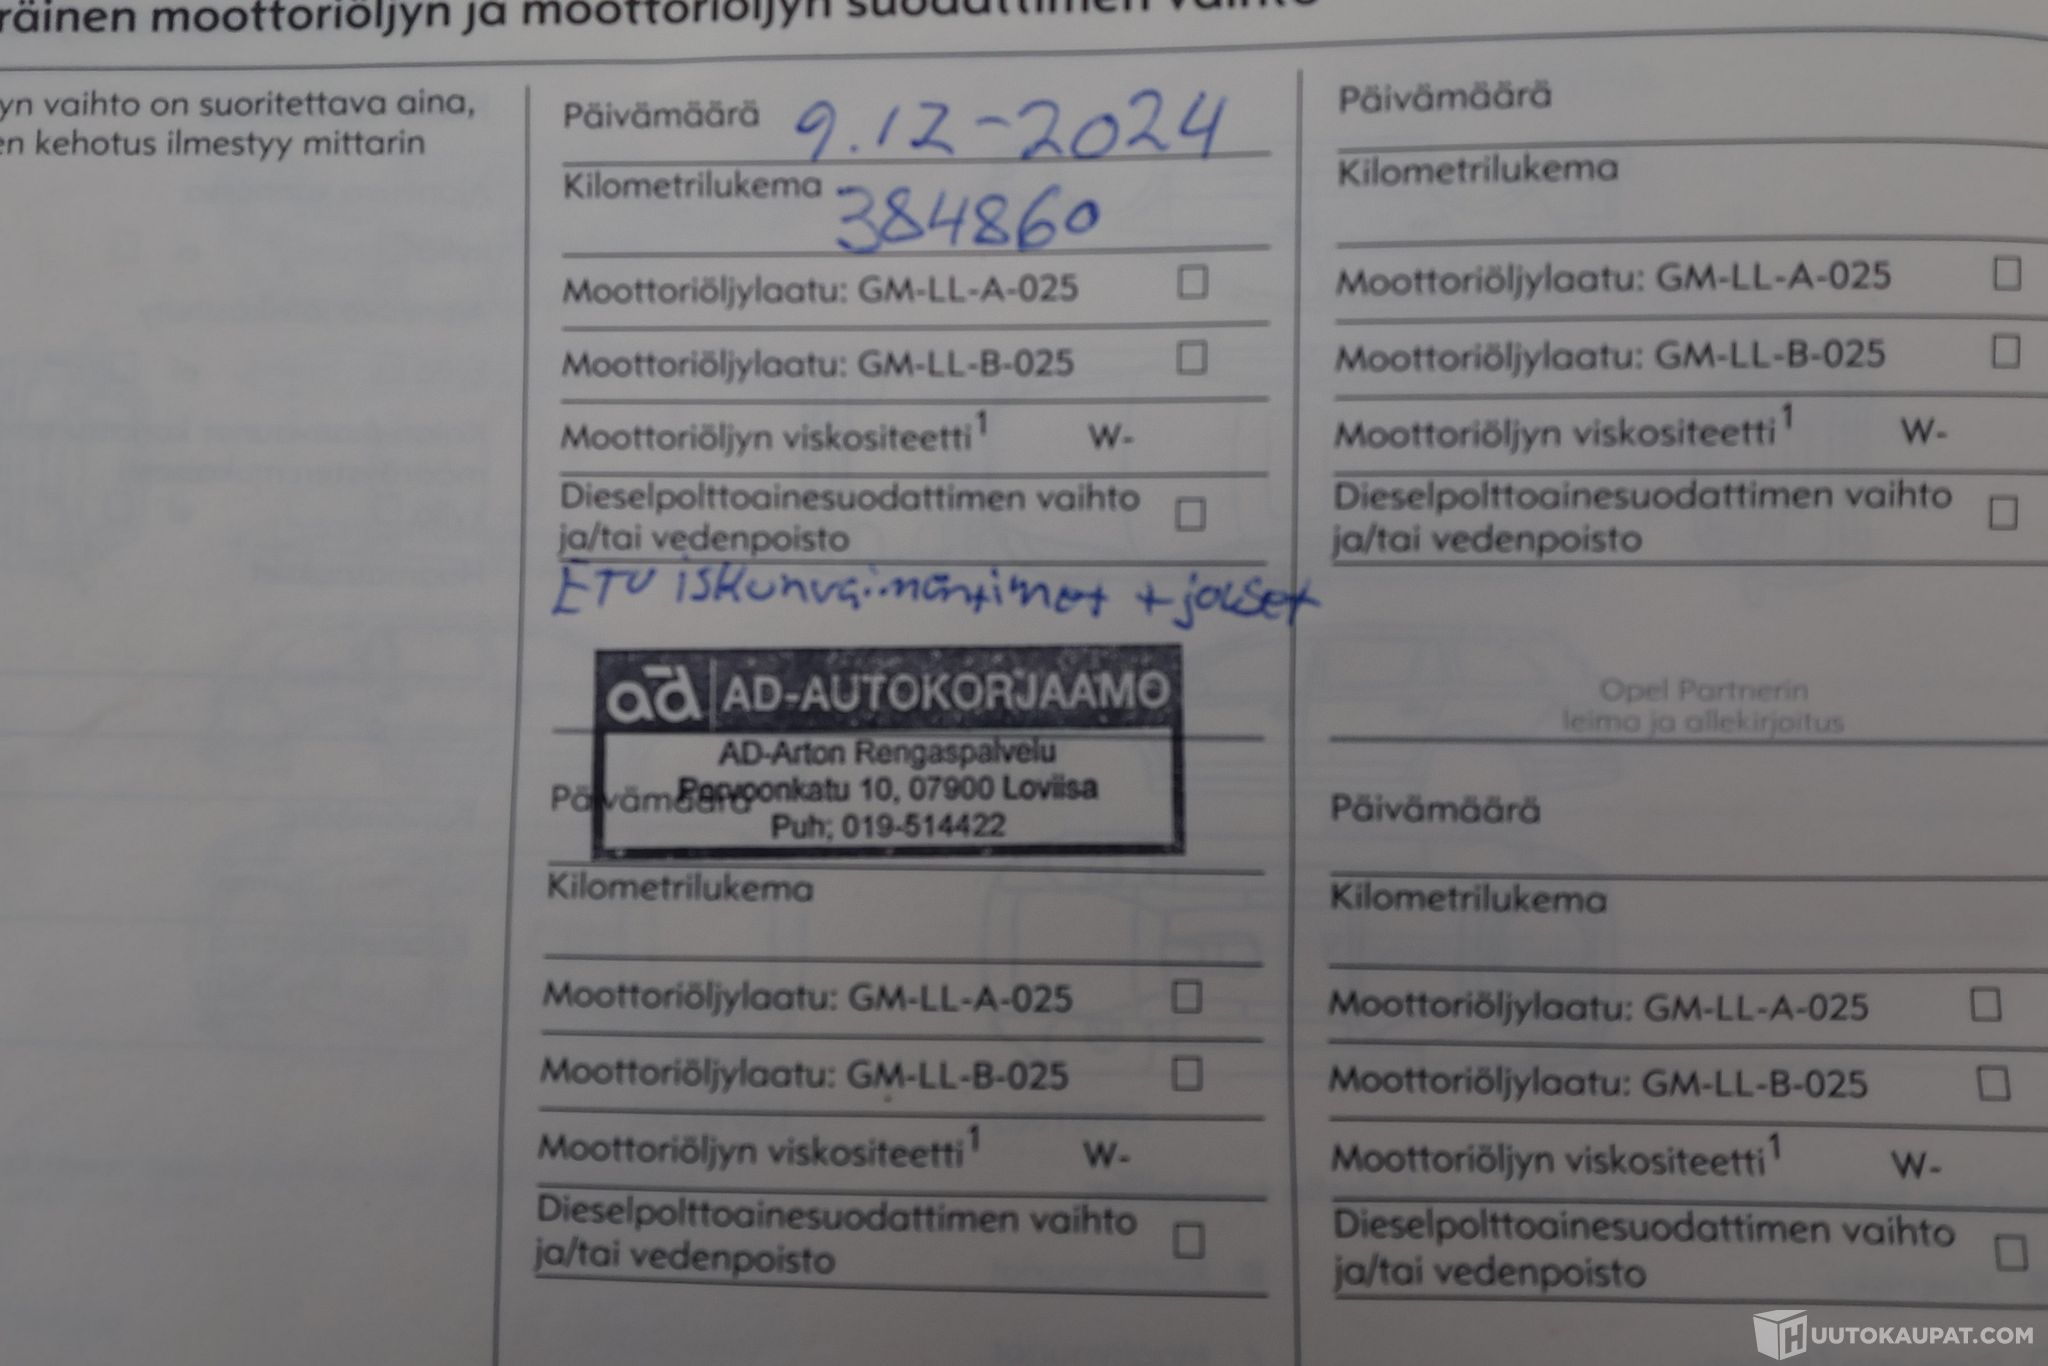 räinen moottoriöljyn ja moottoriöljyn suodattimen vaihto
yn vaihto on suoritettava aina,
en kehotus ilmestyy mittarin
Päivämäärä 9.12-2024
Kilometrilukema 384860
Moottoriöljylaatu: GM-LL-A-025
Moottoriöljylaatu: GM-LL-B-025
Moottoriöljyn viskositeetti¹ W-
Dieselpolttoainesuodattimen vaihto
ja/tai vedenpoisto
ETU iskunvaimentimet + jouset
ad AD-AUTOKORJAAMO
AD-Arton Rengaspalvelu
Porvoonkatu 10, 07900 Loviisa
Puh; 019-514422
Päivämäärä
Kilometrilukema
Moottoriöljylaatu: GM-LL-A-025
Moottoriöljylaatu: GM-LL-B-025
Moottoriöljyn viskositeetti¹ W-
Dieselpolttoainesuodattimen vaihto
ja/tai vedenpoisto
Päivämäärä
Kilometrilukema
Moottoriöljylaatu: GM-LL-A-025
Moottoriöljylaatu: GM-LL-B-025
Moottoriöljyn viskositeetti¹ W-
Dieselpolttoainesuodattimen vaihto
ja/tai vedenpoisto
Opel Partnerin
leima ja allekirjoitus
Päivämäärä
Kilometrilukema
Moottoriöljylaatu: GM-LL-A-025
Moottoriöljylaatu: GM-LL-B-025
Moottoriöljyn viskositeetti¹ W-
Dieselpolttoainesuodattimen vaihto
ja/tai vedenpoisto
HUUTOKAUPAT.COM